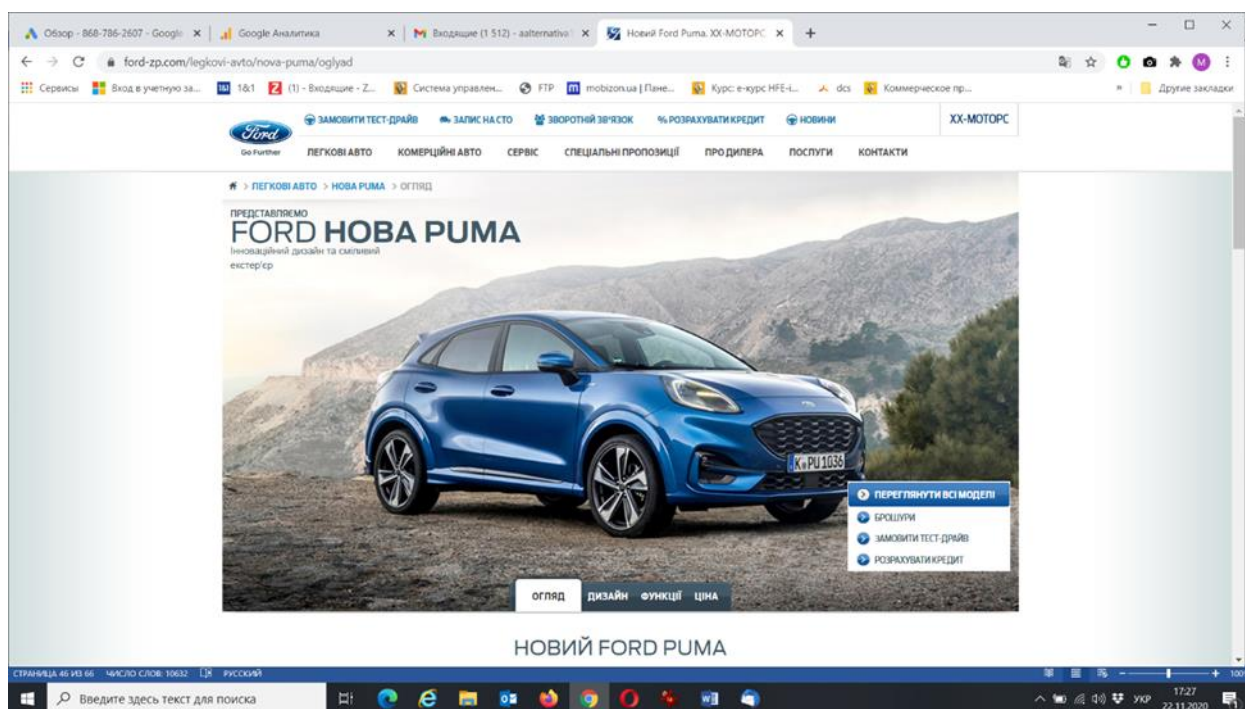 Обзор - 868-786-2607 - Google
Google Аналитика
Входящие (1 512) - aalternativa
Новий Ford Puma. ХХ-МОТОРС
ford-zp.com/legkovi-avto/nova-puma/oglyad
Сервисы
Вход в учетную за...
1&1
(1) - Входящие - Z...
Система управлен...
FTP
mobizon.ua | Пане...
Курс: е-курс HFE-i...
dcs
Коммерческое пр...
»
Другие закладки
Ford
Go Further
ЗАМОВИТИ ТЕСТ-ДРАЙВ
ЗАПИС НА СТО
ЗВОРОТНІЙ ЗВ'ЯЗОК
% РОЗРАХУВАТИ КРЕДИТ
НОВИНИ
ХХ-МОТОРС
ЛЕГКОВІ АВТО
КОМЕРЦІЙНІ АВТО
СЕРВІС
СПЕЦІАЛЬНІ ПРОПОЗИЦІЇ
ПРО ДИЛЕРА
ПОСЛУГИ
КОНТАКТИ
> ЛЕГКОВІ АВТО > НОВА PUMA > ОГЛЯД
ПРЕДСТАВЛЯЄМО
FORD НОВА PUMA
Інноваційний дизайн та сміливий
екстер'єр
K PU 1036
ПЕРЕГЛЯНУТИ ВСІ МОДЕЛІ
БРОШУРИ
ЗАМОВИТИ ТЕСТ-ДРАЙВ
РОЗРАХУВАТИ КРЕДИТ
ОГЛЯД
ДИЗАЙН
ФУНКЦІЇ
ЦІНА
НОВИЙ FORD PUMA
СТРАНИЦА 46 ИЗ 66
ЧИСЛО СЛОВ: 10632
РУССКИЙ
100
Введите здесь текст для поиска
УКР
17:27
22.11.2020